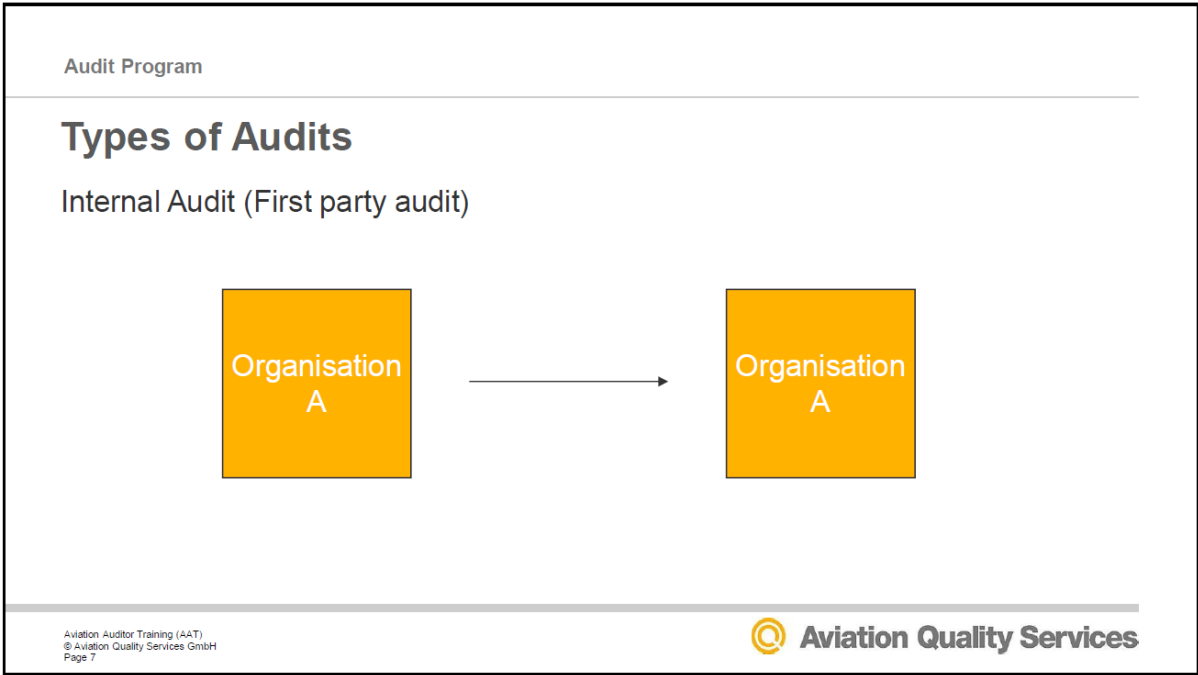 Audit Program
Types of Audits
Internal Audit (First party audit)
Organisation
A
Organisation
A
Aviation Auditor Training (AAT)
© Aviation Quality Services GmbH
Page 7
Aviation Quality Services